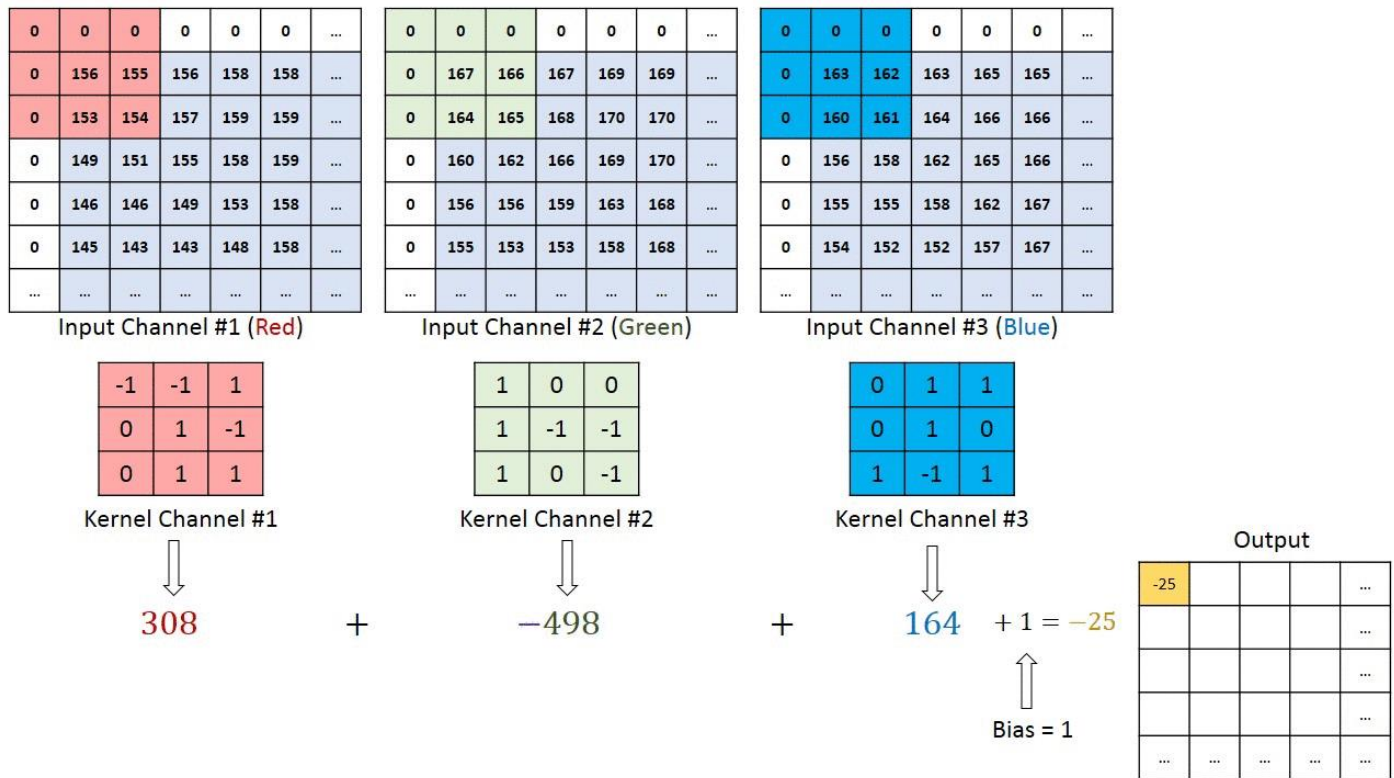 0 0 0 0 0 0 ...
0 156 155 156 158 158 ...
0 153 154 157 159 159 ...
0 149 151 155 158 159 ...
0 146 146 149 153 158 ...
0 145 143 143 148 158 ...
... ... ... ... ... ... ...
Input Channel #1 (Red)
0 0 0 0 0 0 ...
0 167 166 167 169 169 ...
0 164 165 168 170 170 ...
0 160 162 166 169 170 ...
0 156 156 159 163 168 ...
0 155 153 153 158 168 ...
... ... ... ... ... ... ...
Input Channel #2 (Green)
0 0 0 0 0 0 ...
0 163 162 163 165 165 ...
0 160 161 164 166 166 ...
0 156 158 162 165 166 ...
0 155 155 158 162 167 ...
0 154 152 152 157 167 ...
... ... ... ... ... ... ...
Input Channel #3 (Blue)
-1 -1 1
0 1 -1
0 1 1
Kernel Channel #1
1 0 0
1 -1 -1
1 0 -1
Kernel Channel #2
0 1 1
0 1 0
1 -1 1
Kernel Channel #3
308 + −498 + 164 + 1 = −25
Bias = 1
Output
-25 ...
...
...
...
... ... ... ... ...